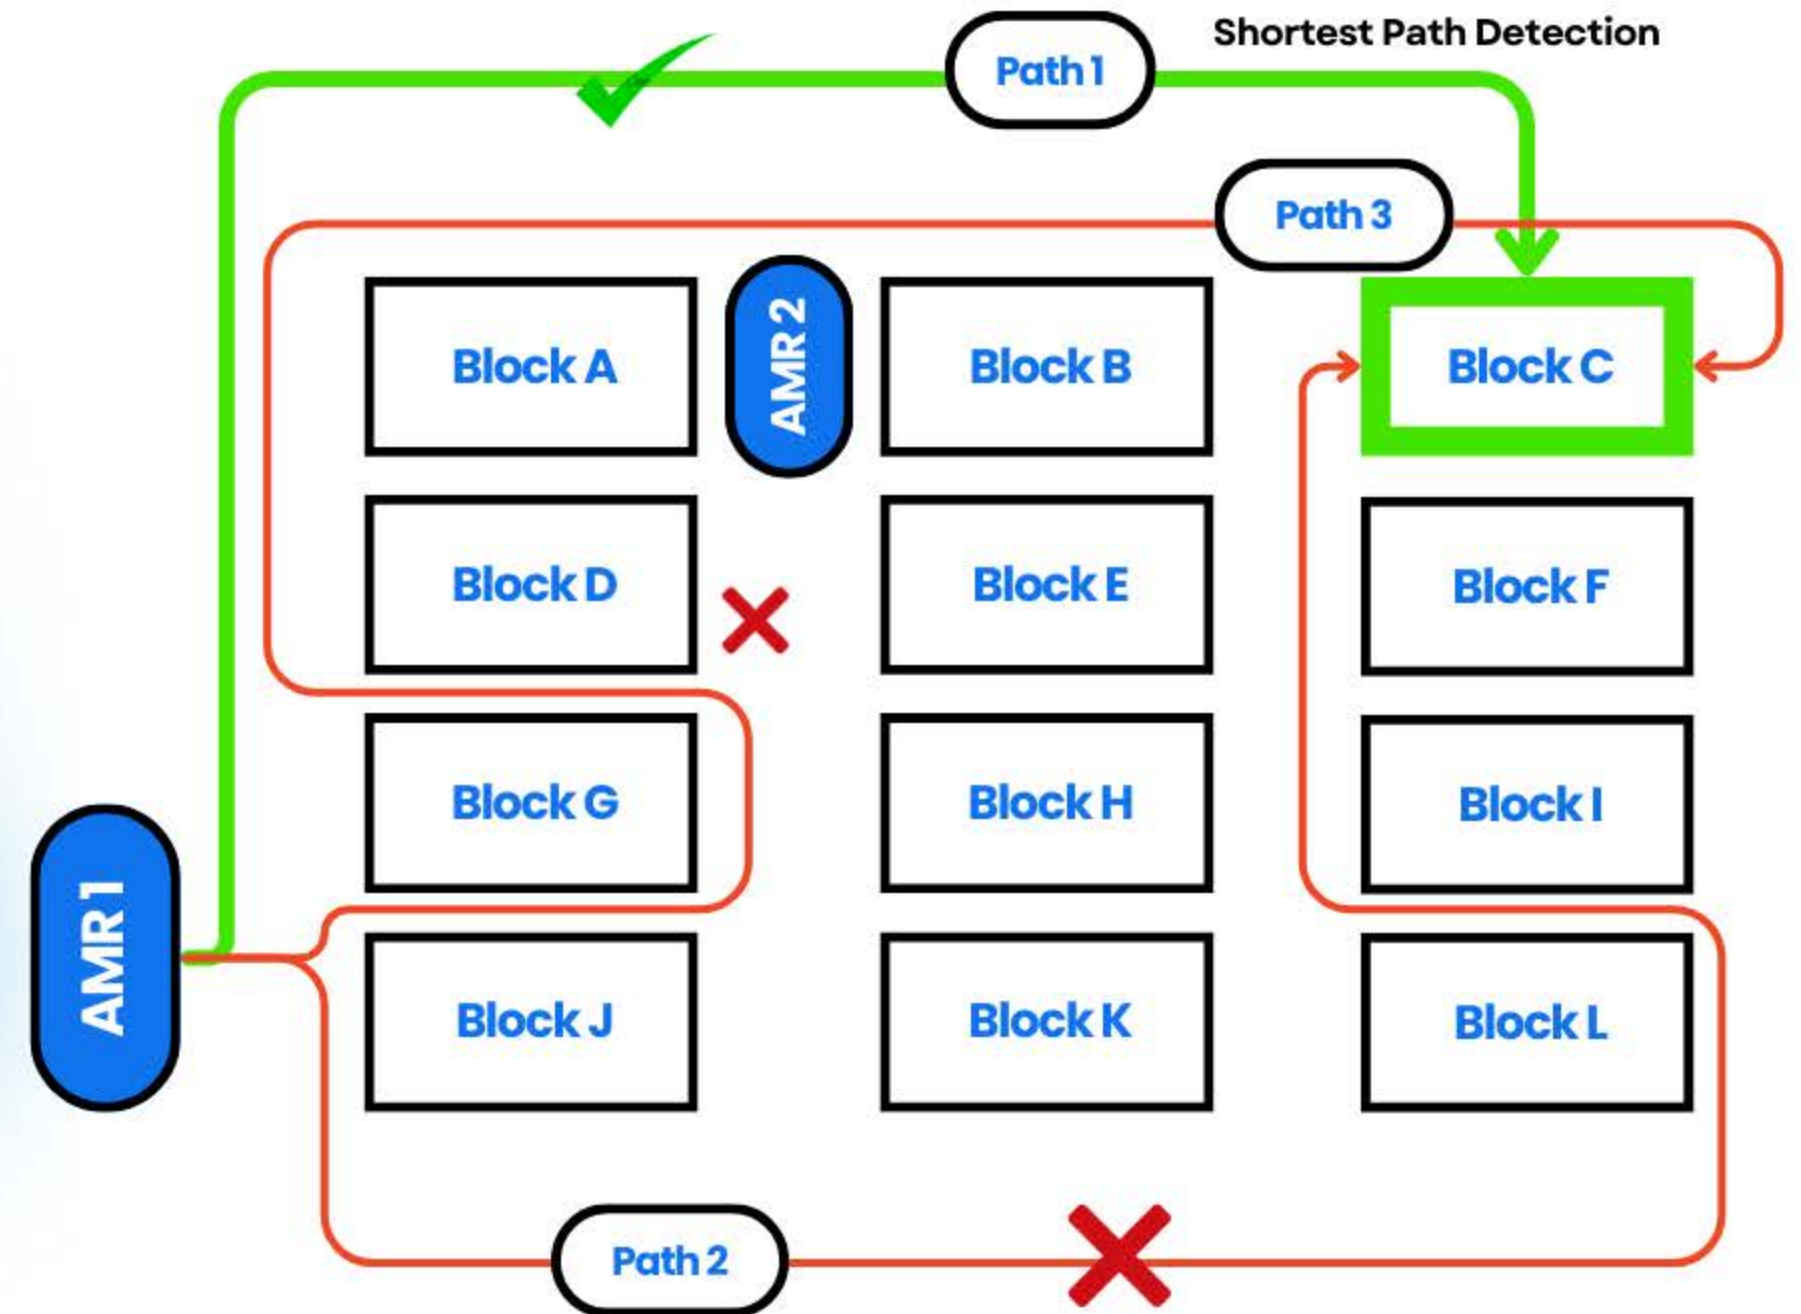 Shortest Path Detection
Path 1
Path 3
Block A
AMR 2
Block B
Block C
Block D
Block E
Block F
Block G
Block H
Block I
AMR 1
Block J
Block K
Block L
Path 2